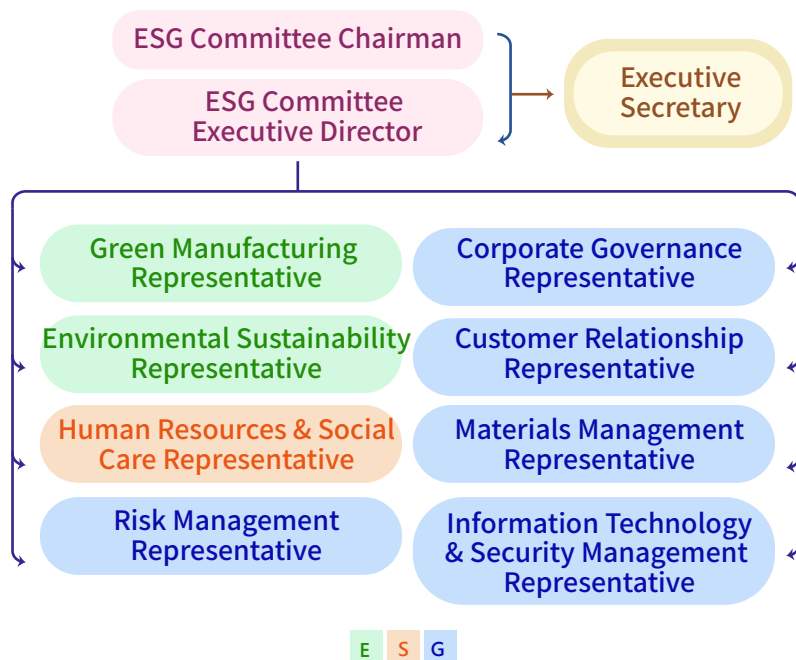 ESG Committee Chairman
ESG Committee
Executive Director
Executive
Secretary
Green Manufacturing
Representative
Corporate Governance
Representative
Environmental Sustainability
Representative
Customer Relationship
Representative
Human Resources & Social
Care Representative
Materials Management
Representative
Risk Management
Representative
Information Technology
& Security Management
Representative
E S G